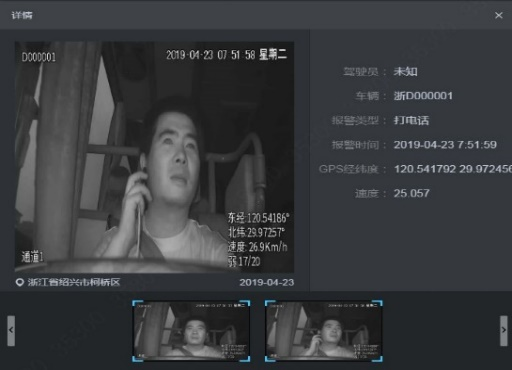 详情
D000001
2019-04-23 07 51 58 星期二
东经:120.54186°
北纬:29.97257°
速度: 26.9Km/h
弱:17/20
通道1
浙江省绍兴市柯桥区
2019-04-23
驾驶员： 未知
车辆： 浙D000001
报警类型： 打电话
报警时间： 2019-04-23 7:51:59
GPS经纬度： 120.541792 29.972456
速度： 25.057